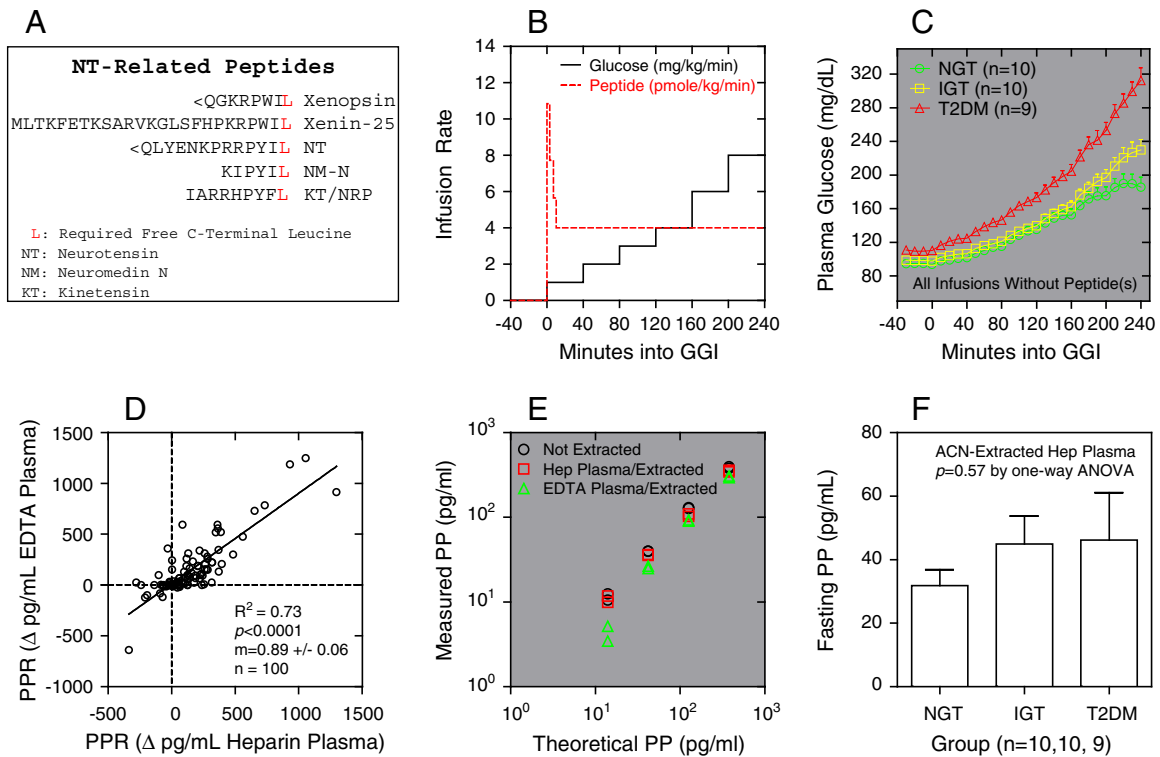 A
NT-Related Peptides
<QGKRPWIL Xenopsin
MLTKFETKSARVKGLSFHPKRPWIL Xenin-25
<QLYENKPRRPYIL NT
KIPYIL NM-N
IARRHPYFL KT/NRP
L: Required Free C-Terminal Leucine
NT: Neurotensin
NM: Neuromedin N
KT: Kinetensin
B
14
12
10
8
6
4
2
0
Infusion Rate
Glucose (mg/kg/min)
Peptide (pmole/kg/min)
-40 0 40 80 120 160 200 240
Minutes into GGI
C
320
280
240
200
160
120
80
Plasma Glucose (mg/dL)
NGT (n=10)
IGT (n=10)
T2DM (n=9)
All Infusions Without Peptide(s)
-40 0 40 80 120 160 200 240
Minutes into GGI
D
1500
1000
500
0
-500
-1000
PPR (Δ pg/mL EDTA Plasma)
R² = 0.73
p<0.0001
m=0.89 +/- 0.06
n = 100
-500 0 500 1000 1500
PPR (Δ pg/mL Heparin Plasma)
E
10³
10²
10¹
10⁰
Measured PP (pg/ml)
Not Extracted
Hep Plasma/Extracted
EDTA Plasma/Extracted
10⁰ 10¹ 10² 10³
Theoretical PP (pg/ml)
F
80
60
40
20
0
Fasting PP (pg/mL)
ACN-Extracted Hep Plasma
p=0.57 by one-way ANOVA
NGT IGT T2DM
Group (n=10,10, 9)